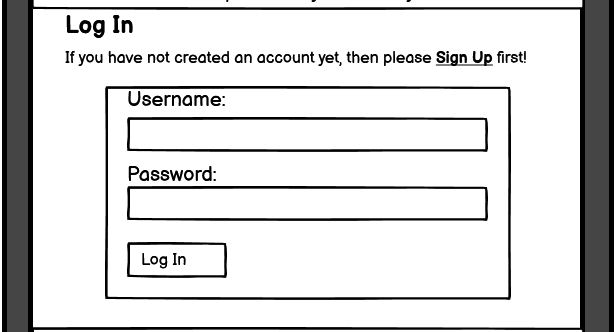 Log In
If you have not created an account yet, then please Sign Up first!
Username:
Password:
Log In